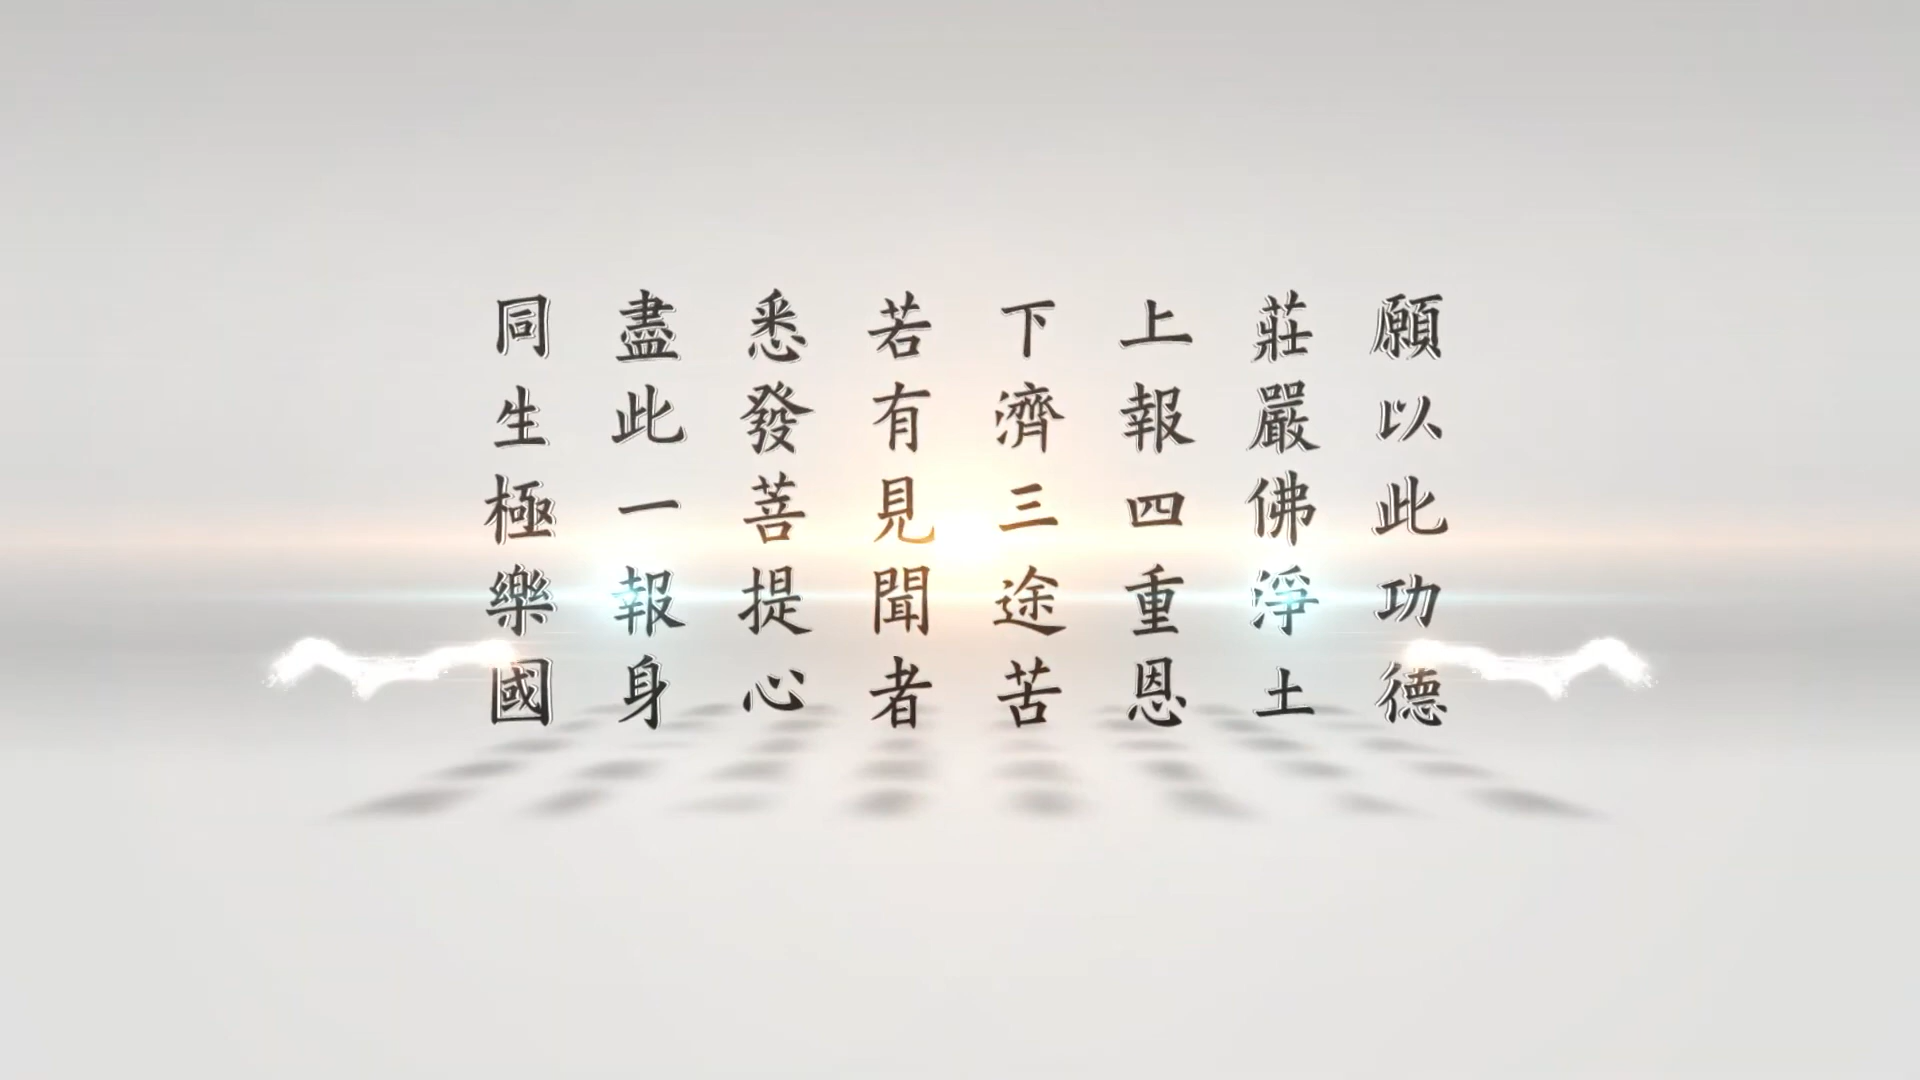 願以此功德
莊嚴佛淨土
上報四重恩
下濟三途苦
若有見聞者
悉發菩提心
盡此一報身
同生極樂國